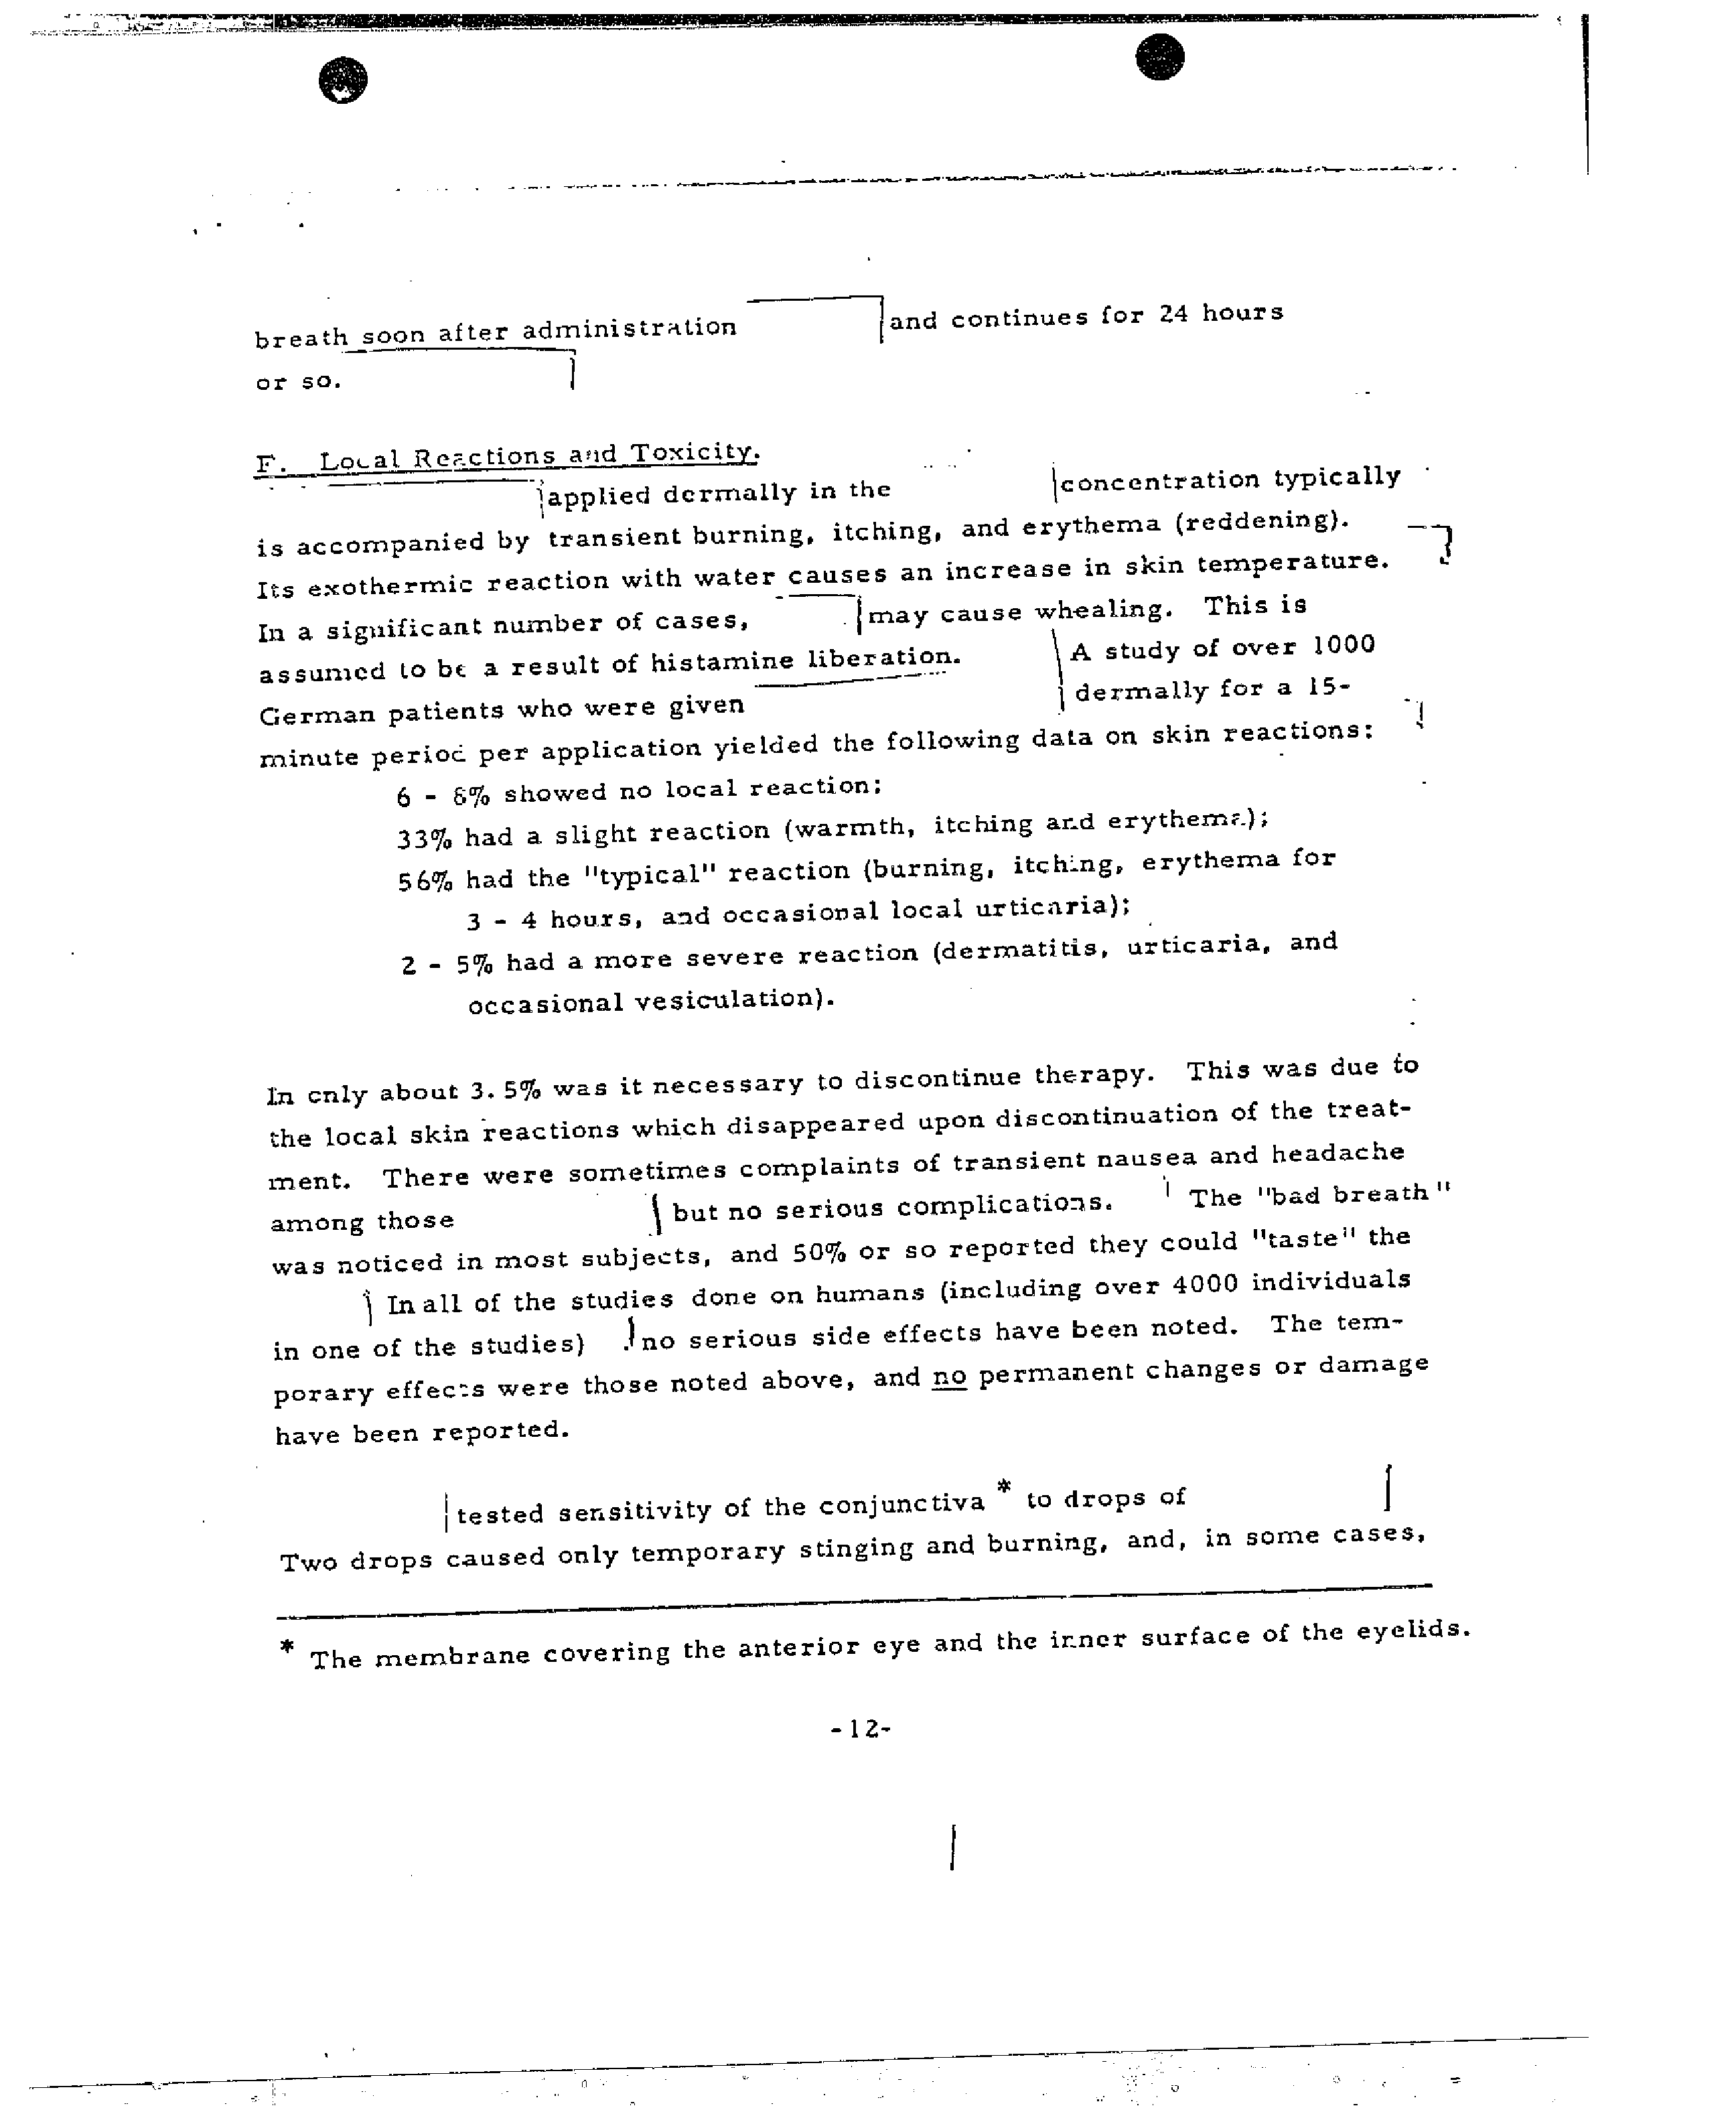 breath soon after administration and continues for 24 hours
or so.
F. Local Reactions and Toxicity.
applied dermally in the concentration typically
is accompanied by transient burning, itching, and erythema (reddening).
Its exothermic reaction with water causes an increase in skin temperature.
In a significant number of cases, may cause whealing. This is
assumed to be a result of histamine liberation. A study of over 1000
German patients who were given dermally for a 15-
minute period per application yielded the following data on skin reactions:
6 - 8% showed no local reaction;
33% had a slight reaction (warmth, itching and erythema);
56% had the "typical" reaction (burning, itching, erythema for
3 - 4 hours, and occasional local urticaria);
2 - 5% had a more severe reaction (dermatitis, urticaria, and
occasional vesiculation).
In only about 3.5% was it necessary to discontinue therapy. This was due to
the local skin reactions which disappeared upon discontinuation of the treat-
ment. There were sometimes complaints of transient nausea and headache
among those but no serious complications. The "bad breath"
was noticed in most subjects, and 50% or so reported they could "taste" the
In all of the studies done on humans (including over 4000 individuals
in one of the studies) no serious side effects have been noted. The tem-
porary effects were those noted above, and no permanent changes or damage
have been reported.
tested sensitivity of the conjunctiva * to drops of
Two drops caused only temporary stinging and burning, and, in some cases,
* The membrane covering the anterior eye and the inner surface of the eyelids.
-12-